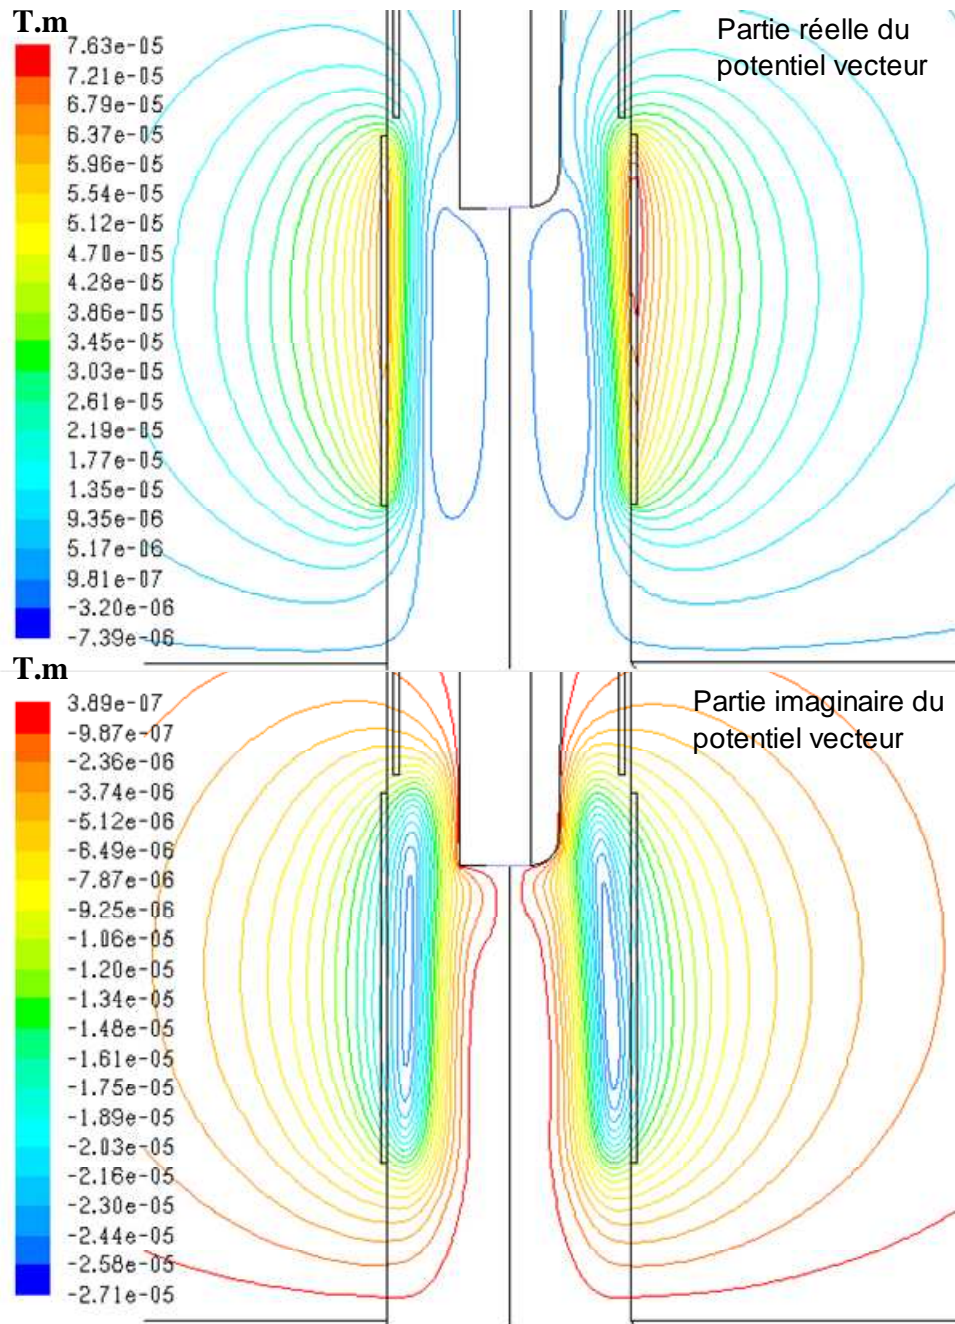 T.m
Partie réelle du
potentiel vecteur
7.63e-05
7.21e-05
6.79e-05
6.37e-05
5.96e-05
5.54e-05
5.12e-05
4.70e-05
4.28e-05
3.86e-05
3.45e-05
3.03e-05
2.61e-05
2.19e-05
1.77e-05
1.35e-05
9.35e-06
5.17e-06
9.81e-07
-3.20e-06
-7.39e-06
T.m
Partie imaginaire du
potentiel vecteur
3.89e-07
-9.87e-07
-2.36e-06
-3.74e-06
-5.12e-06
-6.49e-06
-7.87e-06
-9.25e-06
-1.06e-05
-1.20e-05
-1.34e-05
-1.48e-05
-1.61e-05
-1.75e-05
-1.89e-05
-2.03e-05
-2.16e-05
-2.30e-05
-2.44e-05
-2.58e-05
-2.71e-05